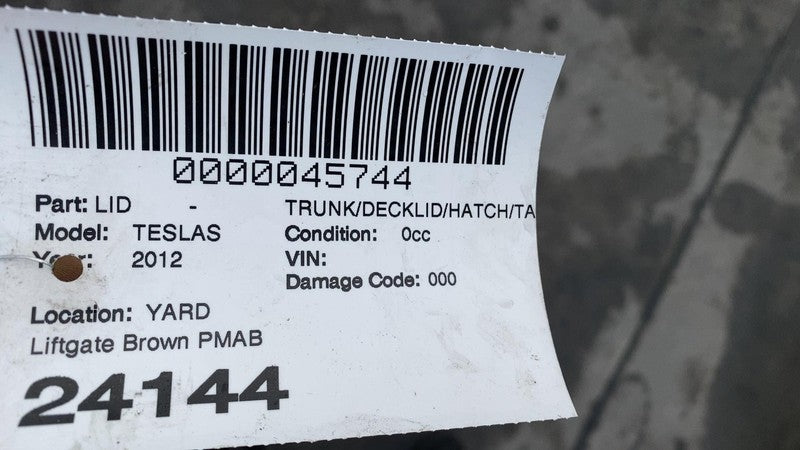 0000045744
Part: LID - TRUNK/DECKLID/HATCH/TA
Model: TESLAS Condition: 0cc
2012 VIN:
Damage Code: 000
Location: YARD
Liftgate Brown PMAB
24144